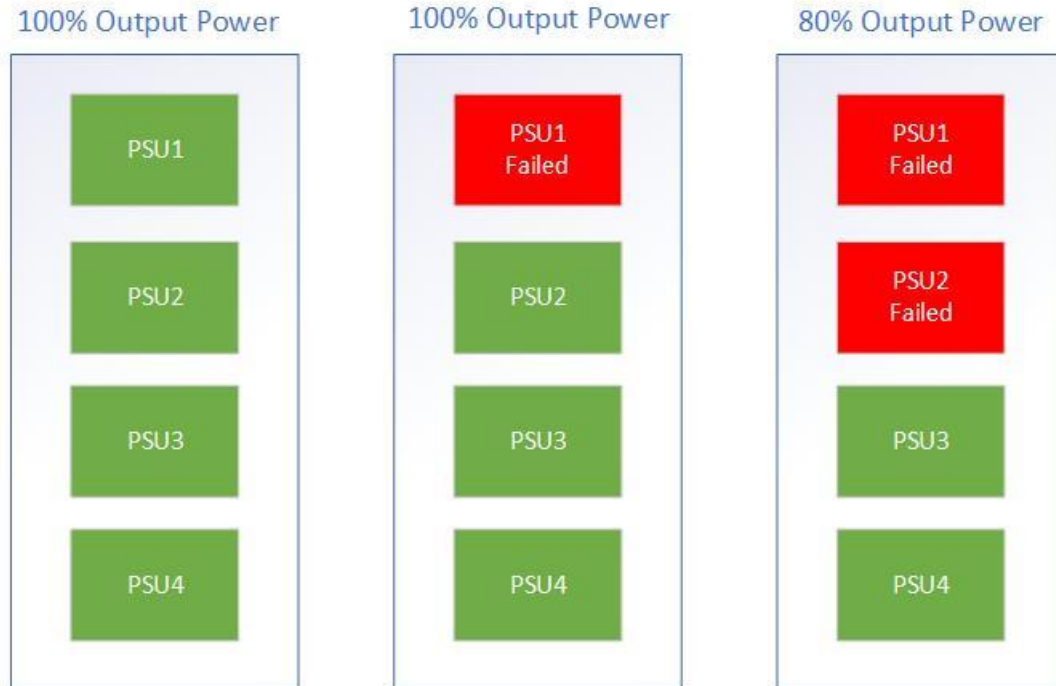 100% Output Power
PSU1
PSU2
PSU3
PSU4
100% Output Power
PSU1
Failed
PSU2
PSU3
PSU4
80% Output Power
PSU1
Failed
PSU2
Failed
PSU3
PSU4